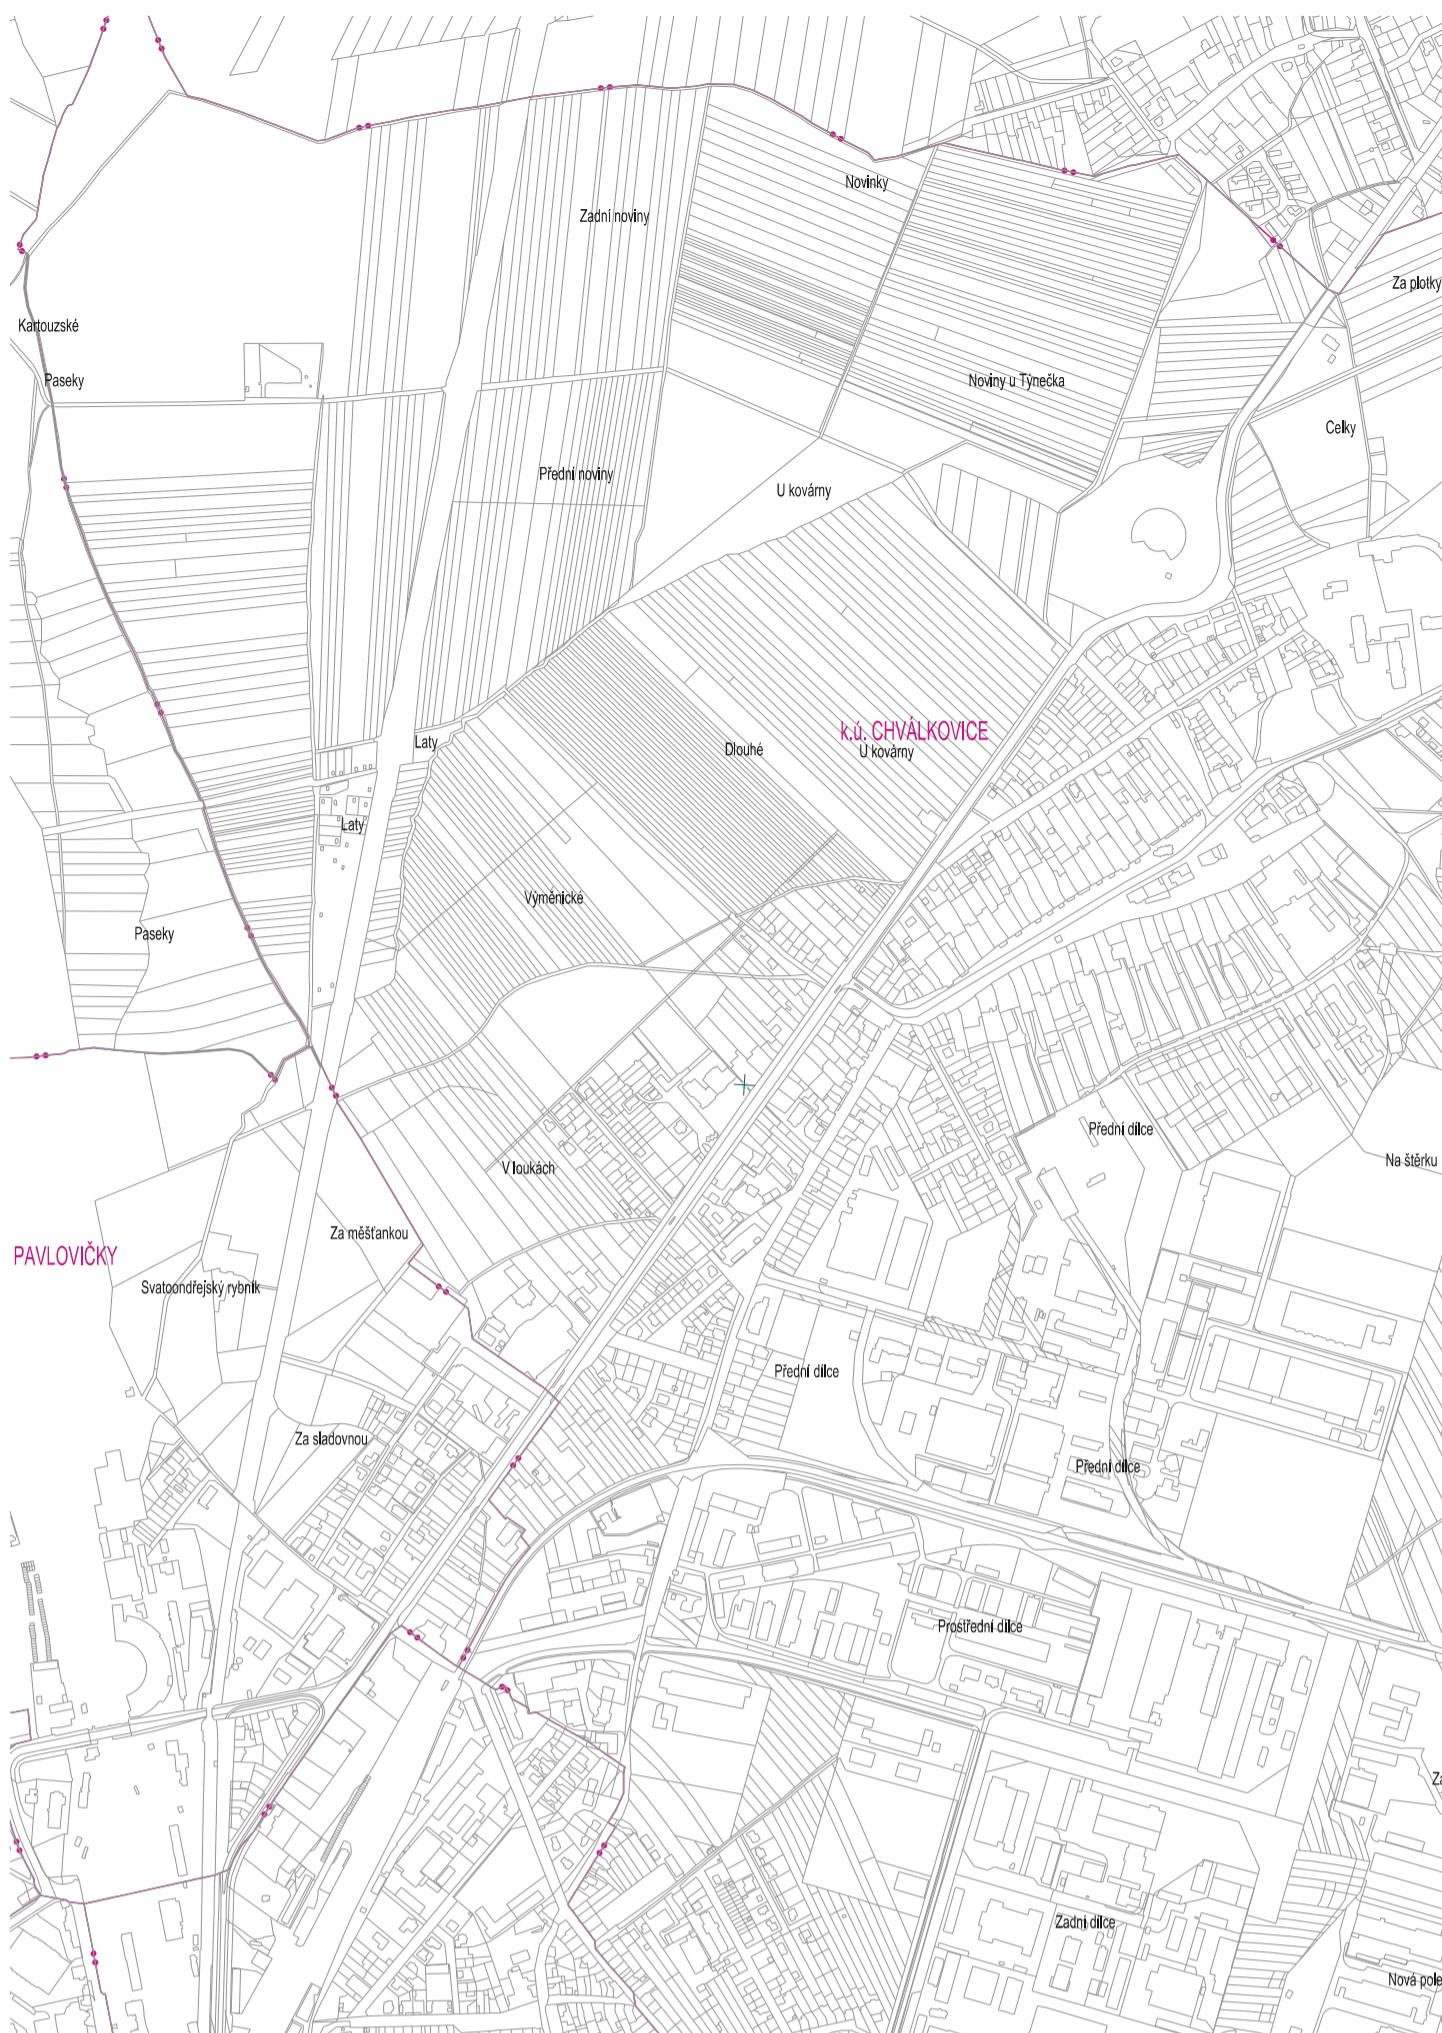 Novinky
Zadní noviny
Za plotky
Kartouzské
Paseky
Noviny u Týnečka
Celky
Přední noviny
U kovárny
k.ú. CHVÁLKOVICE
Laty
Dlouhé
U kovárny
Laty
Výměnické
Paseky
Přední dílce
Na štěrku
V loukách
Za měšťankou
PAVLOVIČKY
Svatoondřejský rybník
Přední dílce
Za sladovnou
Přední dílce
Prostřední dílce
Za
Zadní dílce
Nová pole